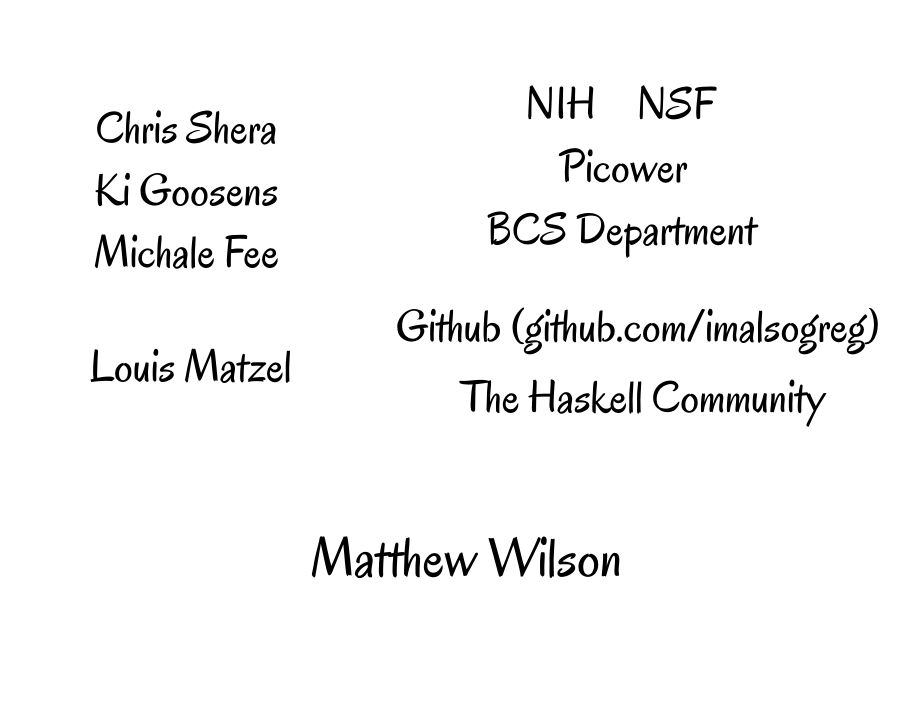 Chris Shera
Ki Goosens
Michale Fee
Louis Matzel
NIH NSF
Picower
BCS Department
Github (github.com/imalsogreg)
The Haskell Community
Matthew Wilson